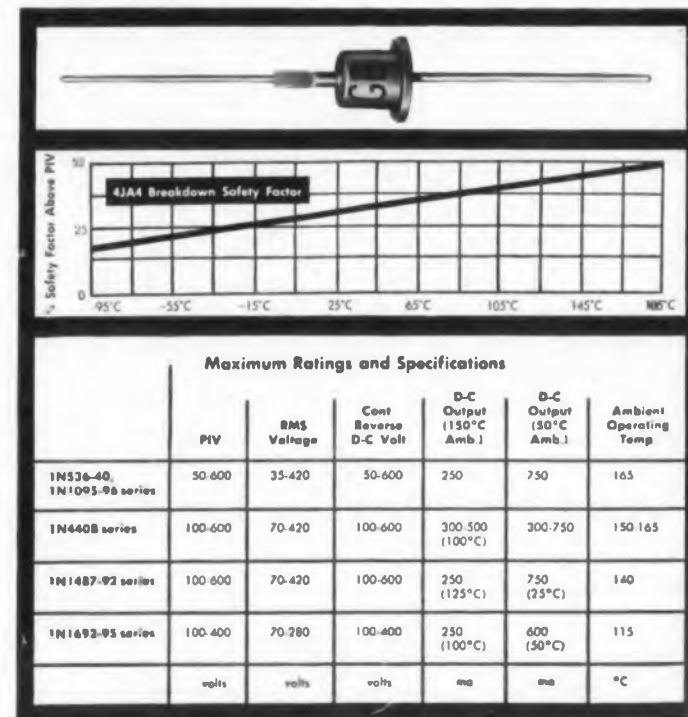 G
% Safety Factor Above PIV
4JA4 Breakdown Safety Factor
50
25
0
-95°C -55°C -15°C 25°C 65°C 105°C 145°C
Maximum Ratings and Specifications
PIV RMS Voltage Cont Reverse D-C Volt D-C Output (150°C Amb.) D-C Output (50°C Amb.) Ambient Operating Temp
1N536-40, 1N1095-96 series 50-600 35-420 50-600 250 750 165
1N440B series 100-600 70-420 100-600 300-500 (100°C) 300-750 150-165
1N1487-92 series 100-600 70-420 100-600 250 (125°C) 750 (25°C) 140
1N1692-95 series 100-400 70-280 100-400 250 (100°C) 600 (50°C) 115
volts volts volts ma ma °C